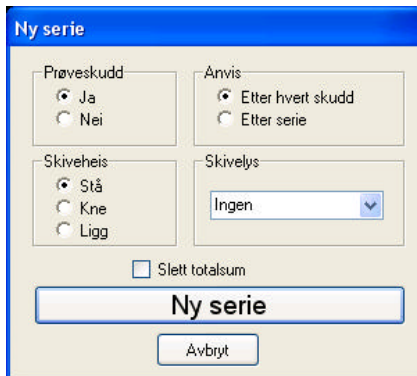 Ny serie
Prøveskudd
Ja
Nei
Anvis
Etter hvert skudd
Etter serie
Skiveheis
Stå
Kne
Ligg
Skivelys
Ingen
Slett totalsum
Ny serie
Avbryt